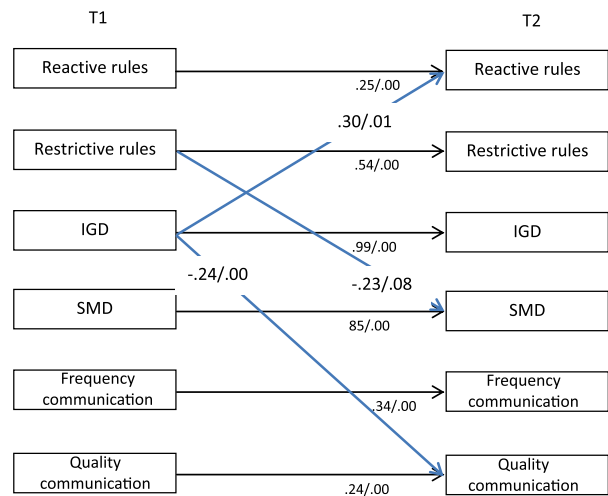 T1
T2
Reactive rules
Reactive rules
.25/.00
.30/.01
Restrictive rules
Restrictive rules
.54/.00
IGD
IGD
.99/.00
-.24/.00
-.23/.08
SMD
SMD
85/.00
Frequency
communication
Frequency
communication
.34/.00
Quality
communication
Quality
communication
.24/.00